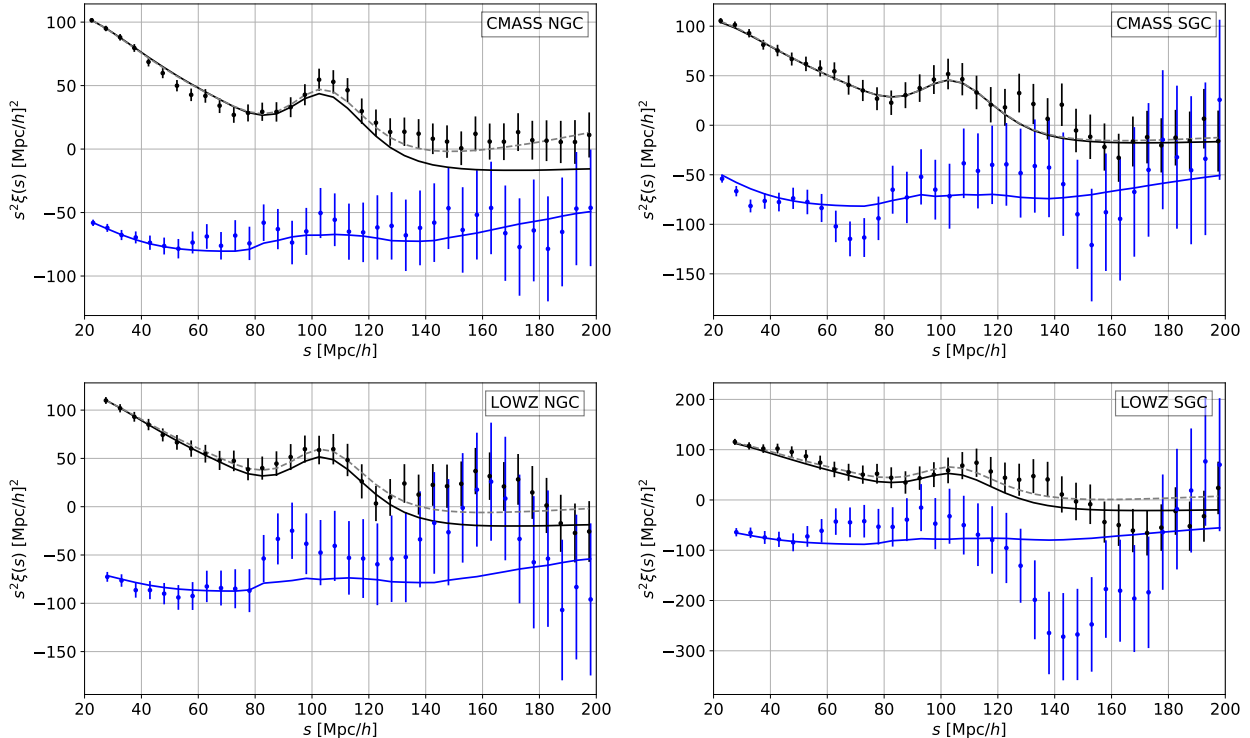 CMASS NGC
100
50
0
−50
−100
s²ξ(s) [Mpc/h]²
20 40 60 80 100 120 140 160 180 200
s [Mpc/h]
CMASS SGC
100
50
0
−50
−100
−150
s²ξ(s) [Mpc/h]²
20 40 60 80 100 120 140 160 180 200
s [Mpc/h]
LOWZ NGC
100
50
0
−50
−100
−150
s²ξ(s) [Mpc/h]²
20 40 60 80 100 120 140 160 180 200
s [Mpc/h]
LOWZ SGC
200
100
0
−100
−200
−300
s²ξ(s) [Mpc/h]²
20 40 60 80 100 120 140 160 180 200
s [Mpc/h]